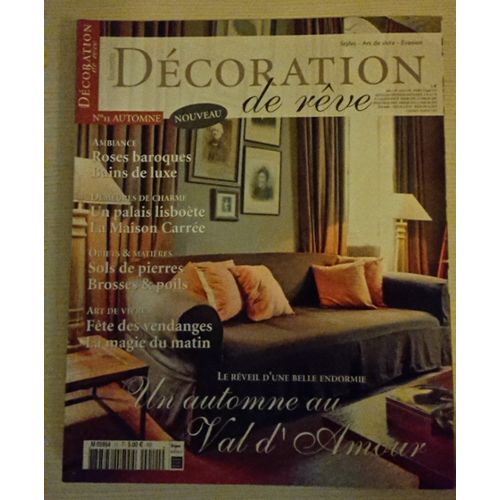 DÉCORATION
de rêve
Styles - Art de vivre - Évasion
DÉCORATION
de rêve
N°11 AUTOMNE
NOUVEAU
AMBIANCE
Roses baroques
Bains de luxe
DEMEURES DE CHARME
Un palais lisboète
La Maison Carrée
OBJETS & MATIÈRES
Sols de pierres
Brosses & poils
ART DE VIVRE
Fête des vendanges
La magie du matin
LE RÉVEIL D'UNE BELLE ENDORMIE
Un automne au
Val d'Amour
5,00 €